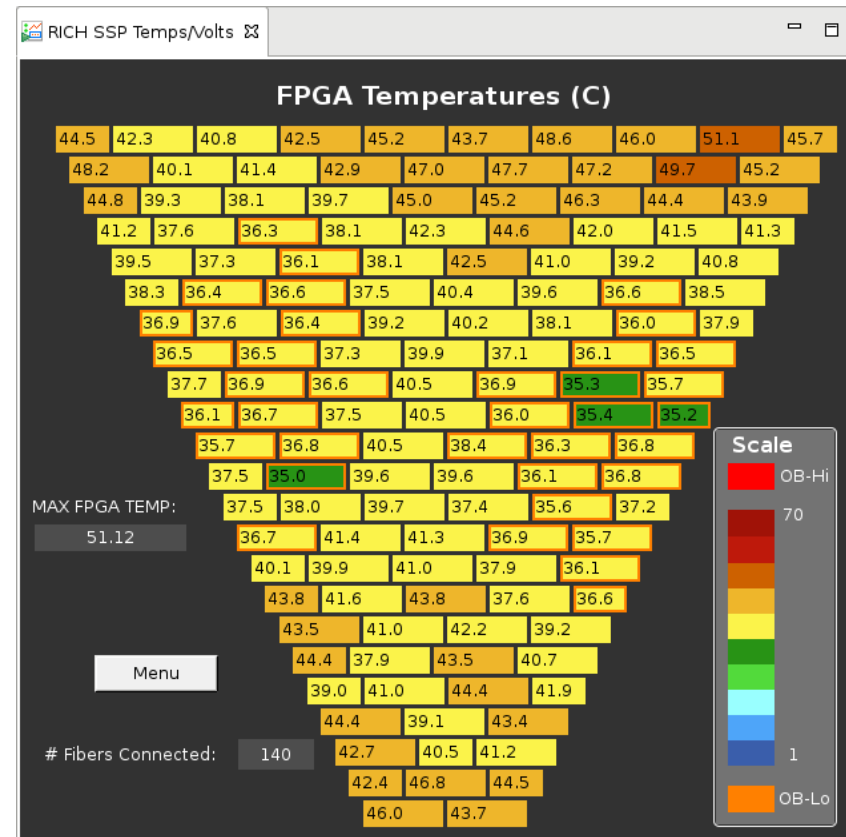 RICH SSP Temps/Volts
FPGA Temperatures (C)
44.5 42.3 40.8 42.5 45.2 43.7 48.6 46.0 51.1 45.7
48.2 40.1 41.4 42.9 47.0 47.7 47.2 49.7 45.2
44.8 39.3 38.1 39.7 45.0 45.2 46.3 44.4 43.9
41.2 37.6 36.3 38.1 42.3 44.6 42.0 41.5 41.3
39.5 37.3 36.1 38.1 42.5 41.0 39.2 40.8
38.3 36.4 36.6 37.5 40.4 39.6 36.6 38.5
36.9 37.6 36.4 39.2 40.2 38.1 36.0 37.9
36.5 36.5 37.3 39.9 37.1 36.1 36.5
37.7 36.9 36.6 40.5 36.9 35.3 35.7
36.1 36.7 37.5 40.5 36.0 35.4 35.2
35.7 36.8 40.5 38.4 36.3 36.8
37.5 35.0 39.6 39.6 36.1 36.8
37.5 38.0 39.7 37.4 35.6 37.2
36.7 41.4 41.3 36.9 35.7
40.1 39.9 41.0 37.9 36.1
43.8 41.6 43.8 37.6 36.6
43.5 41.0 42.2 39.2
44.4 37.9 43.5 40.7
39.0 41.0 44.4 41.9
44.4 39.1 43.4
42.7 40.5 41.2
42.4 46.8 44.5
46.0 43.7
MAX FPGA TEMP:
51.12
Menu
# Fibers Connected: 140
Scale
OB-Hi
70
1
OB-Lo